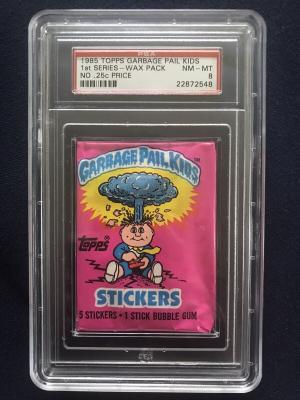 PSA
1985 TOPPS GARBAGE PAIL KIDS
1st SERIES - WAX PACK NM - MT
NO .25c PRICE 8
22872548
GARBAGE PAIL KIDS™
TOPPS®
STICKERS
5 STICKERS • 1 STICK BUBBLE GUM